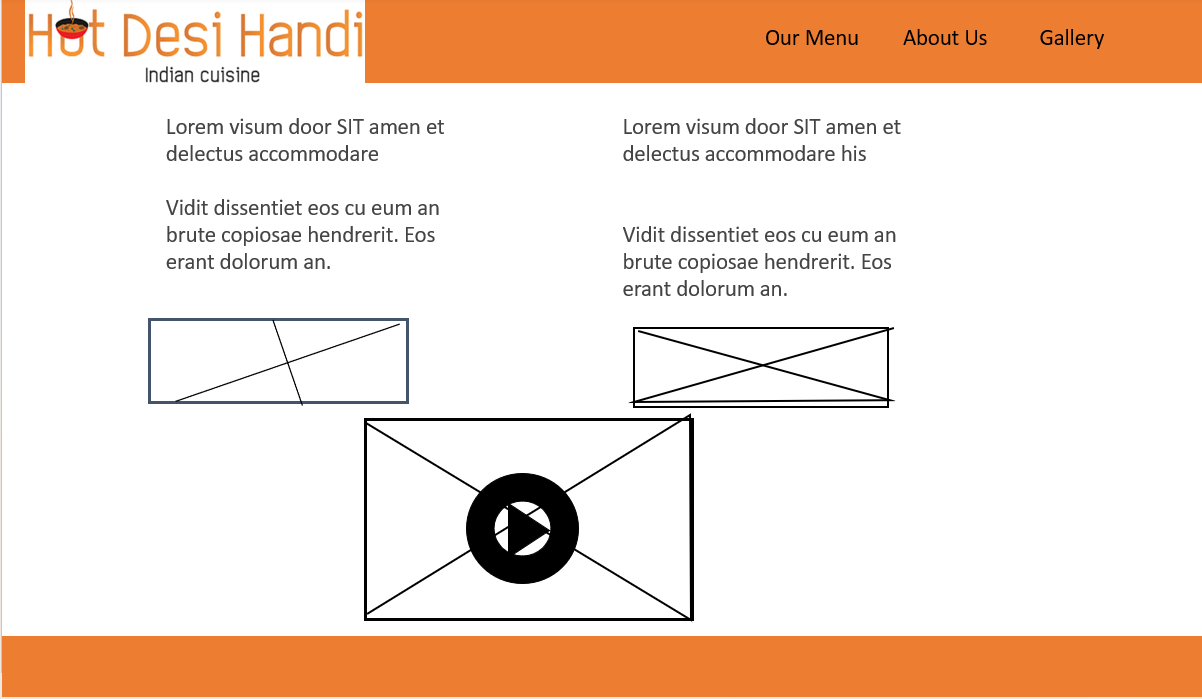 Hot Desi Handi
Indian cuisine
Our Menu About Us Gallery
Lorem visum door SIT amen et
delectus accommodare
Vidit dissentiet eos cu eum an
brute copiosae hendrerit. Eos
erant dolorum an.
Lorem visum door SIT amen et
delectus accommodare his
Vidit dissentiet eos cu eum an
brute copiosae hendrerit. Eos
erant dolorum an.